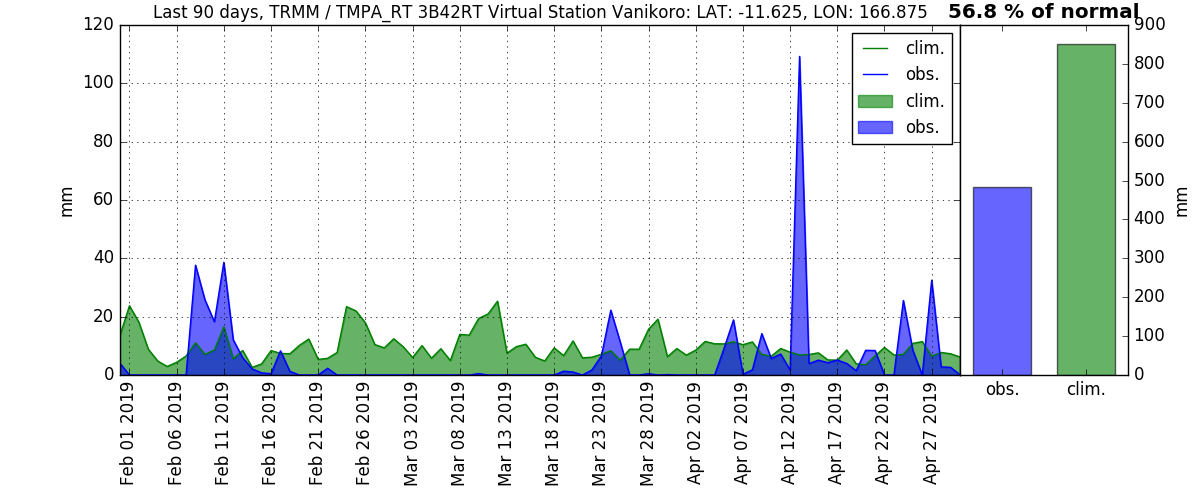 Last 90 days, TRMM / TMPA_RT 3B42RT Virtual Station Vanikoro: LAT: -11.625, LON: 166.875
56.8 % of normal
120
100
80
60
40
20
0
mm
clim.
obs.
clim.
obs.
Feb 01 2019
Feb 06 2019
Feb 11 2019
Feb 16 2019
Feb 21 2019
Feb 26 2019
Mar 03 2019
Mar 08 2019
Mar 13 2019
Mar 18 2019
Mar 23 2019
Mar 28 2019
Apr 02 2019
Apr 07 2019
Apr 12 2019
Apr 17 2019
Apr 22 2019
Apr 27 2019
900
800
700
600
500
400
300
200
100
0
mm
obs.
clim.